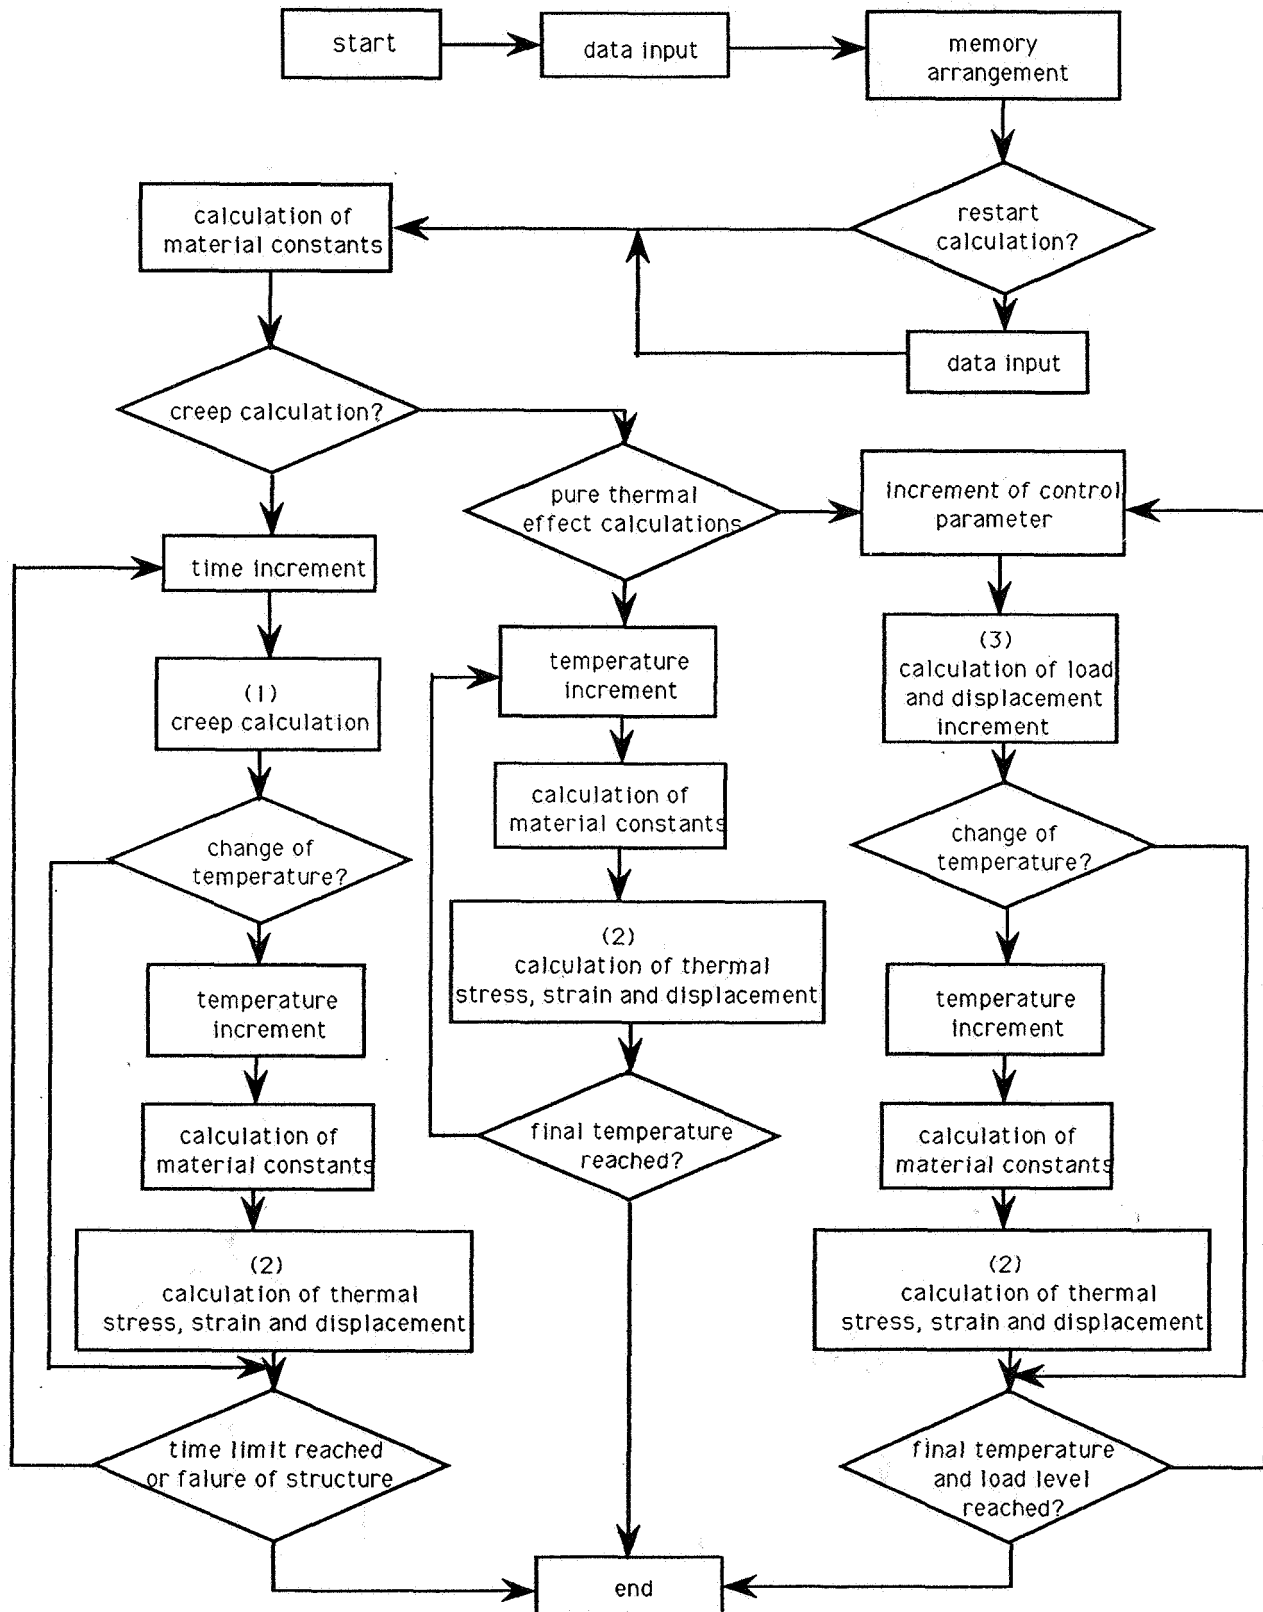 start
data input
memory
arrangement
restart
calculation?
calculation of
material constants
data input
creep calculation?
pure thermal
effect calculations
increment of control
parameter
time increment
(1)
creep calculation
change of
temperature?
temperature
increment
calculation of
material constants
(2)
calculation of thermal
stress, strain and displacement
time limit reached
or falure of structure
temperature
increment
calculation of
material constants
(2)
calculation of thermal
stress, strain and displacement
final temperature
reached?
(3)
calculation of load
and displacement
increment
change of
temperature?
temperature
increment
calculation of
material constants
(2)
calculation of thermal
stress, strain and displacement
final temperature
and load level
reached?
end